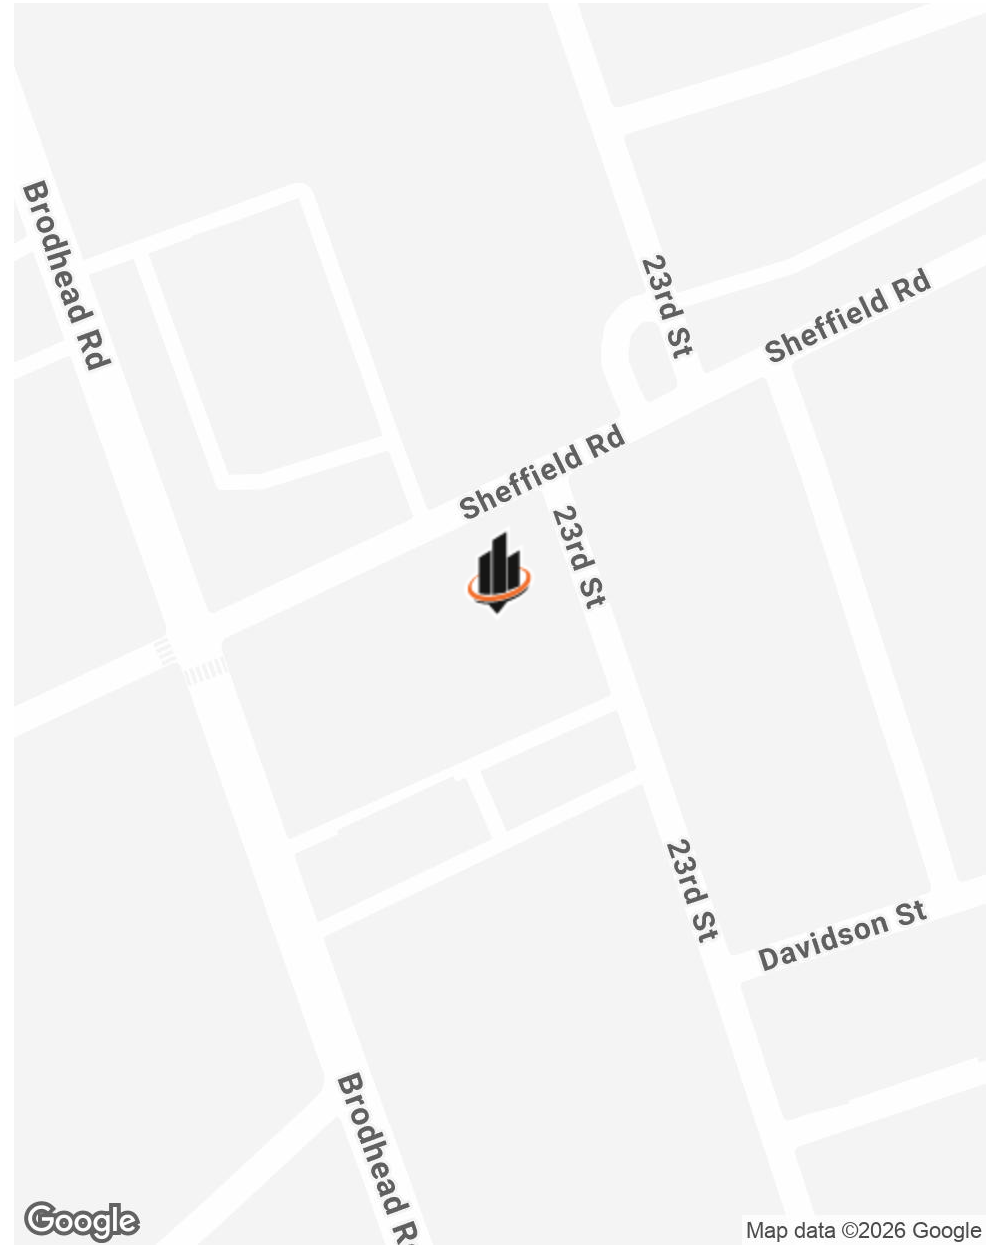 Brodhead Rd
23rd St
Sheffield Rd
Sheffield Rd
23rd St
23rd St
Davidson St
Brodhead R
Google
Map data ©2026 Google